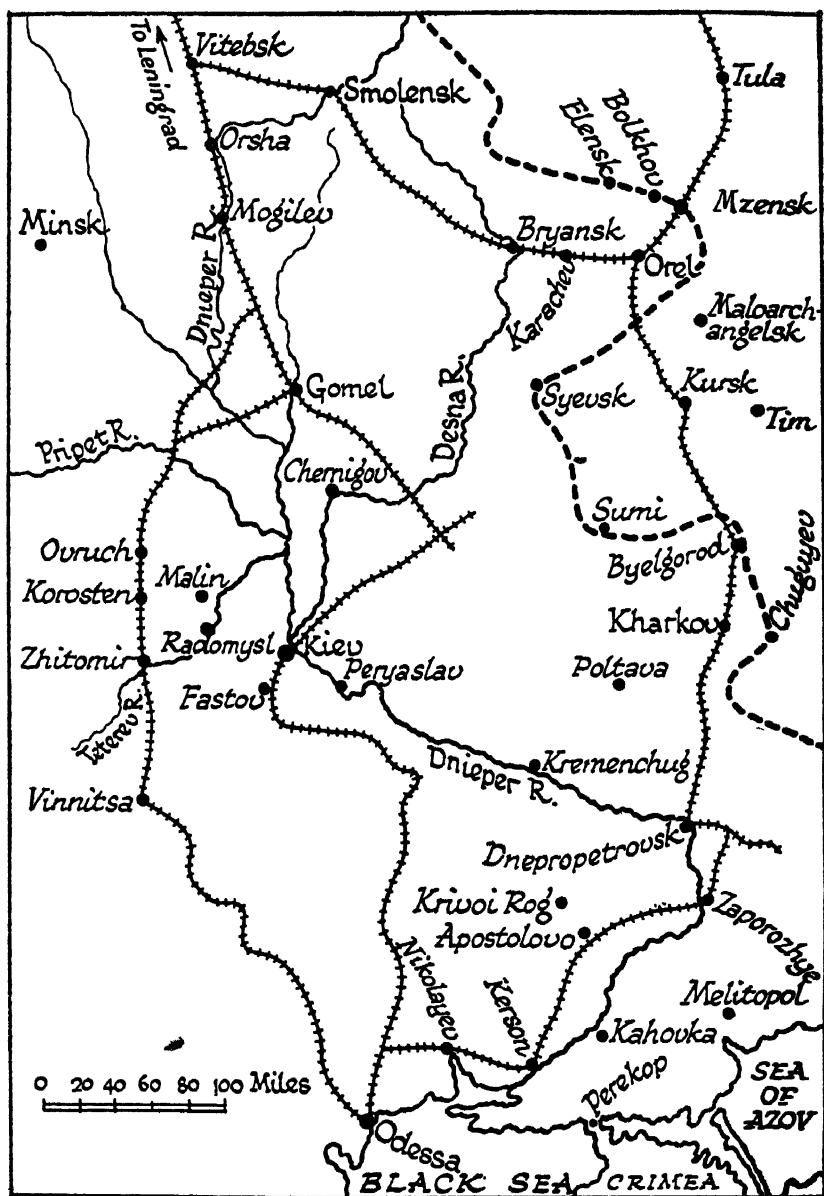 To Leningrad
Vitebsk
Smolensk
Tula
Orsha
Elensk
Bolkhov
Minsk
Mogilev
Mzensk
Bryansk
Orel
Dnieper R.
Karachev
Maloarch-
angelsk
Gomel
Desna R.
Syevsk
Kursk
Tim
Pripet R.
Chernigov
Sumi
Ovruch
Malin
Byelgorod
Chuguyev
Korosten
Radomysl
Kiev
Kharkov
Zhitomir
Fastov
Peryaslav
Poltava
Teterev R.
Dnieper R.
Kremenchug
Vinnitsa
Dnepropetrovsk
Krivoi Rog
Zaporozhye
Apostolovo
Nikolayev
Kerson
Melitopol
Kahovka
Perekop
SEA
OF
AZOV
0 20 40 60 80 100 Miles
Odessa
BLACK SEA
CRIMEA